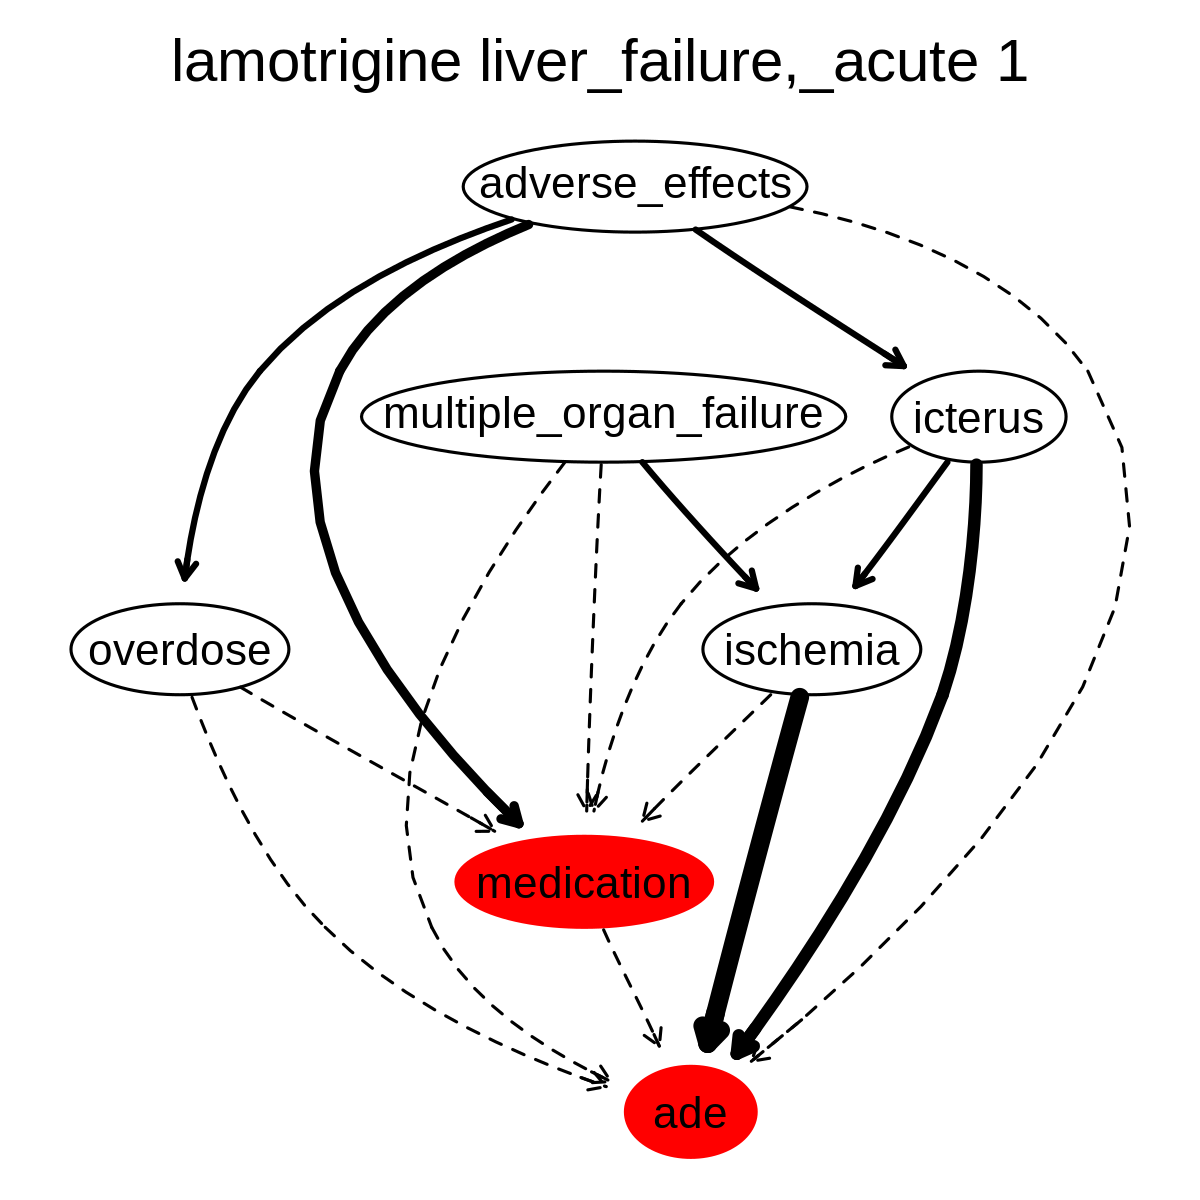 lamotrigine liver_failure,_acute 1
adverse_effects
multiple_organ_failure
icterus
overdose
ischemia
medication
ade